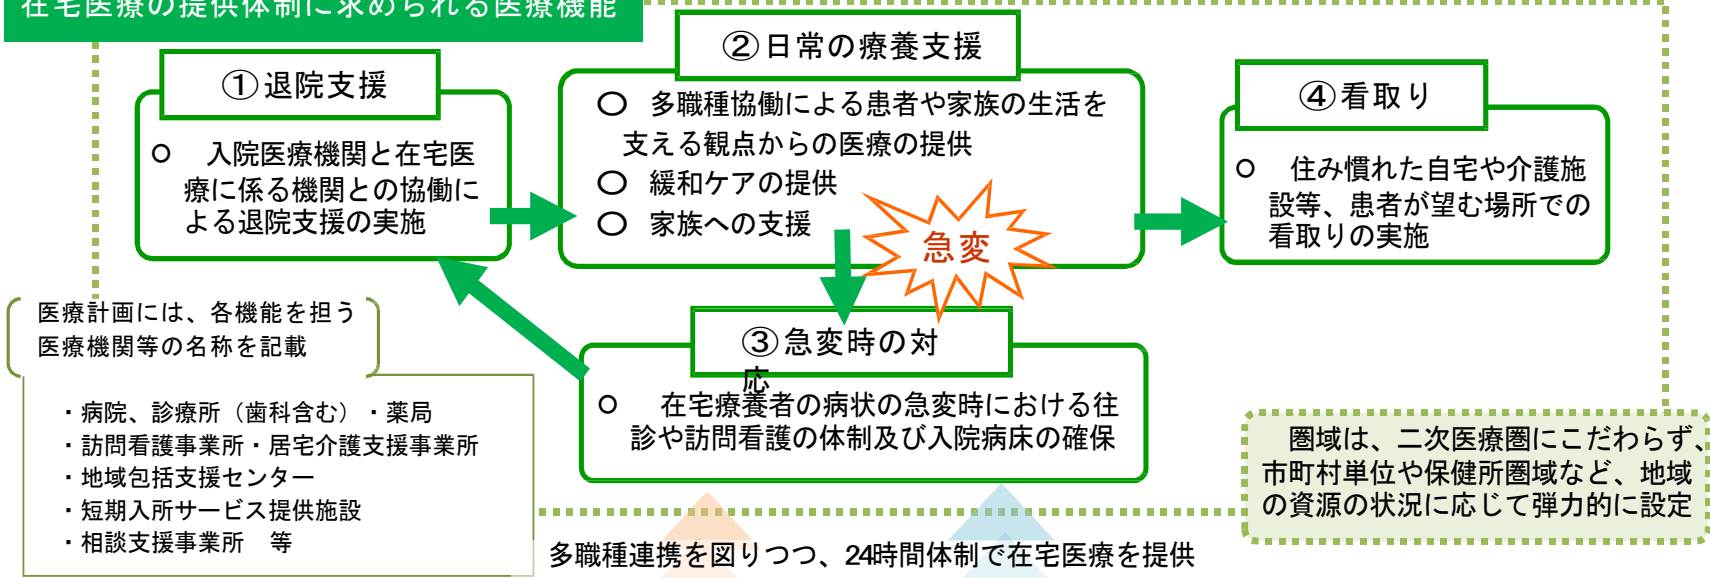 在宅医療の提供体制に求められる医療機能
①退院支援
○ 入院医療機関と在宅医
療に係る機関との協働に
よる退院支援の実施
②日常の療養支援
○ 多職種協働による患者や家族の生活を
支える観点からの医療の提供
○ 緩和ケアの提供
○ 家族への支援
急変
④看取り
○ 住み慣れた自宅や介護施
設等、患者が望む場所での
看取りの実施
③急変時の対
応
○ 在宅療養者の病状の急変時における往
診や訪問看護の体制及び入院病床の確保
医療計画には、各機能を担う
医療機関等の名称を記載
・病院、診療所（歯科含む）・薬局
・訪問看護事業所・居宅介護支援事業所
・地域包括支援センター
・短期入所サービス提供施設
・相談支援事業所 等
圏域は、二次医療圏にこだわらず、
市町村単位や保健所圏域など、地域
の資源の状況に応じて弾力的に設定
多職種連携を図りつつ、24時間体制で在宅医療を提供